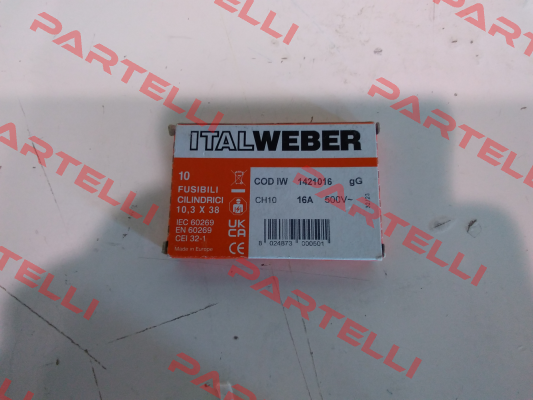 ITALWEBER
10
FUSIBILI
CILINDRICI
10,3 X 38
IEC 60269
EN 60269
CEI 32-1
Made in Europe
UK
CA
CE
COD IW 1421016 gG
CH10 16A 500V~
8 024873 000501
PARTELLI
PARTELLI
PARTELLI
PARTELLI
PARTELLI
PARTELLI